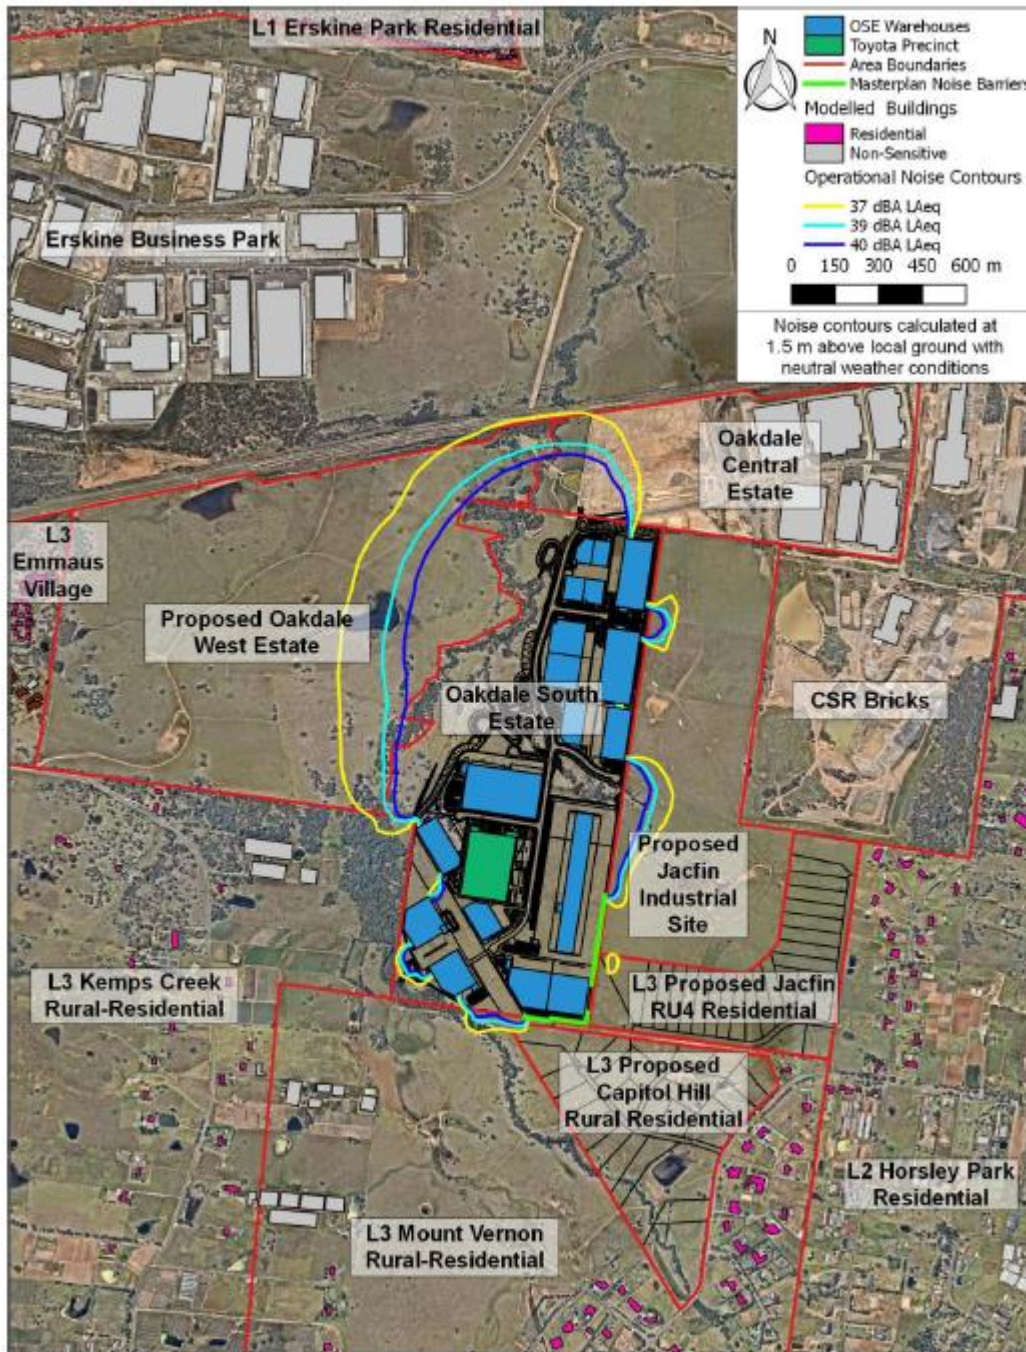 L1 Erskine Park Residential
N
OSE Warehouses
Toyota Precinct
Area Boundaries
Masterplan Noise Barriers
Modelled Buildings
Residential
Non-Sensitive
Operational Noise Contours
37 dBA LAeq
39 dBA LAeq
40 dBA LAeq
0 150 300 450 600 m
Noise contours calculated at
1.5 m above local ground with
neutral weather conditions
Erskine Business Park
Oakdale
Central
Estate
L3
Emmaus
Village
Proposed Oakdale
West Estate
Oakdale South
Estate
CSR Bricks
Proposed
Jacfin
Industrial
Site
L3 Kemps Creek
Rural-Residential
L3 Proposed Jacfin
RU4 Residential
L3 Proposed
Capitol Hill
Rural Residential
L2 Horsley Park
Residential
L3 Mount Vernon
Rural-Residential